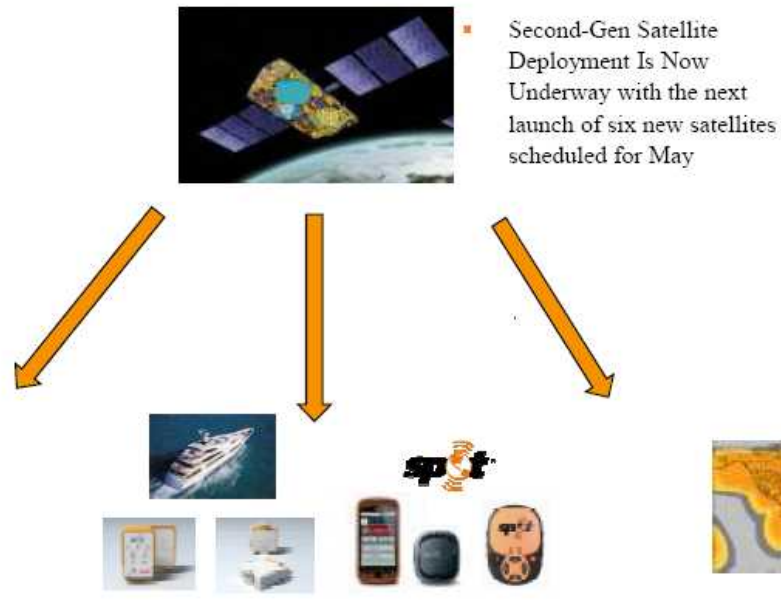 Second-Gen Satellite
Deployment Is Now
Underway with the next
launch of six new satellites
scheduled for May
spot
spot